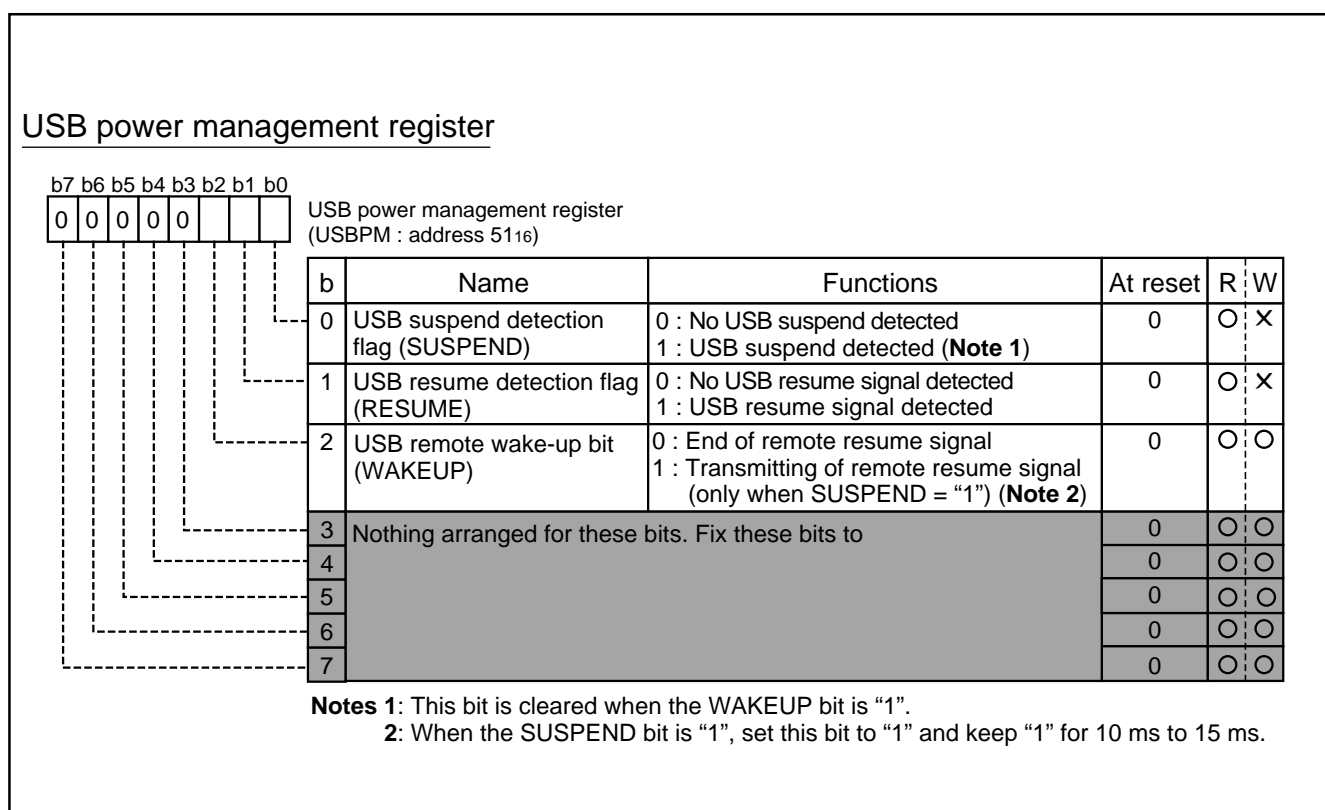 USB power management register
b7 b6 b5 b4 b3 b2 b1 b0
0 0 0 0 0
USB power management register
(USBPM : address 5116)
b Name Functions At reset R W
0 USB suspend detection flag (SUSPEND) 0 : No USB suspend detected 0 O ×
1 : USB suspend detected (Note 1)
1 USB resume detection flag (RESUME) 0 : No USB resume signal detected 0 O ×
1 : USB resume signal detected
2 USB remote wake-up bit (WAKEUP) 0 : End of remote resume signal 0 O O
1 : Transmitting of remote resume signal
(only when SUSPEND = “1”) (Note 2)
3 Nothing arranged for these bits. Fix these bits to 0 O O
4 0 O O
5 0 O O
6 0 O O
7 0 O O
Notes 1: This bit is cleared when the WAKEUP bit is “1”.
2: When the SUSPEND bit is “1”, set this bit to “1” and keep “1” for 10 ms to 15 ms.